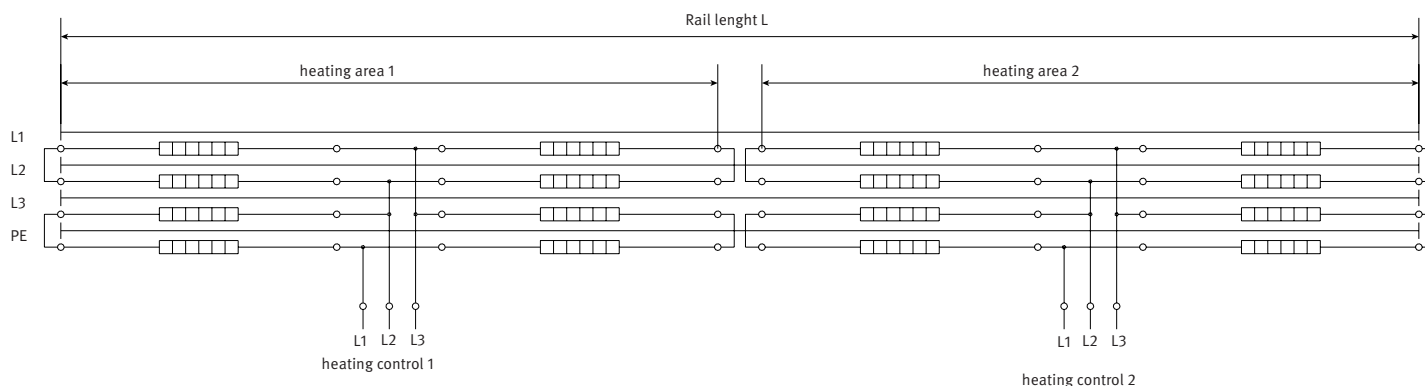 Rail lenght L
heating area 1
heating area 2
L1
L2
L3
PE
L1 L2 L3
L1 L2 L3
heating control 1
heating control 2